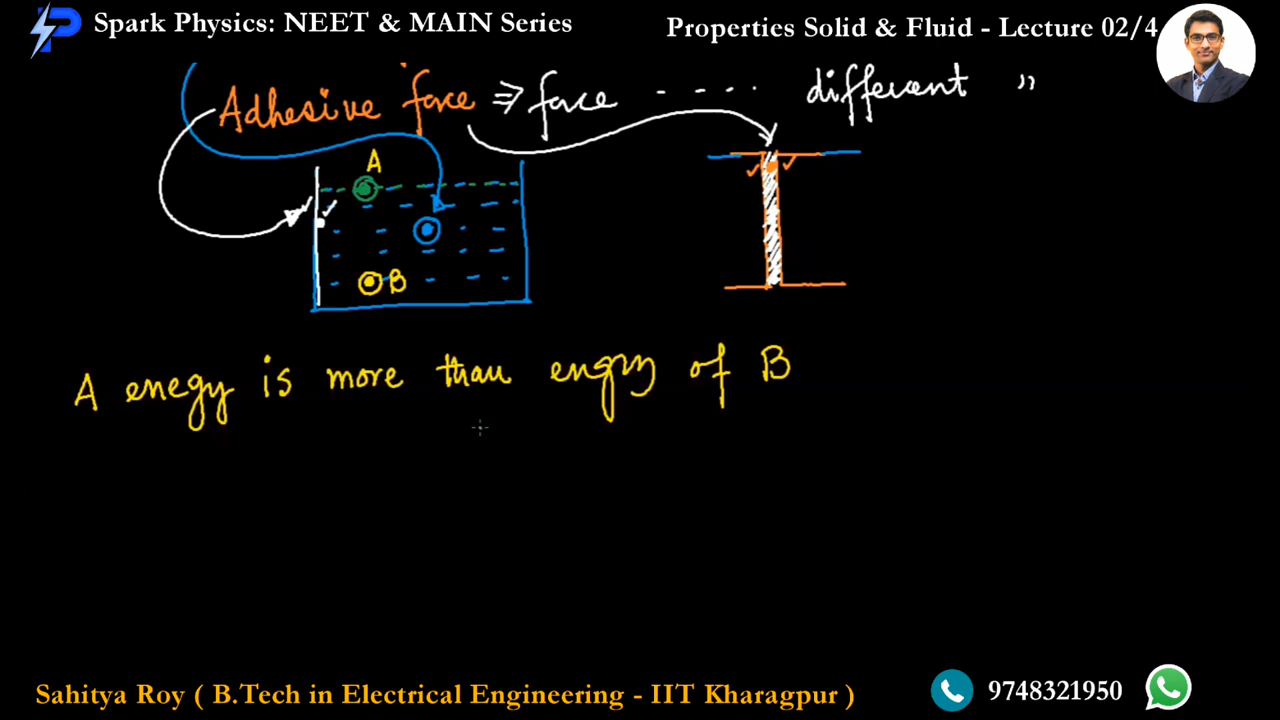 Spark Physics: NEET & MAIN Series
Properties Solid & Fluid - Lecture 02/4
Adhesive force ⇒ force ----- different "
A
B
A enegy is more than engry of B
Sahitya Roy ( B.Tech in Electrical Engineering - IIT Kharagpur )
9748321950